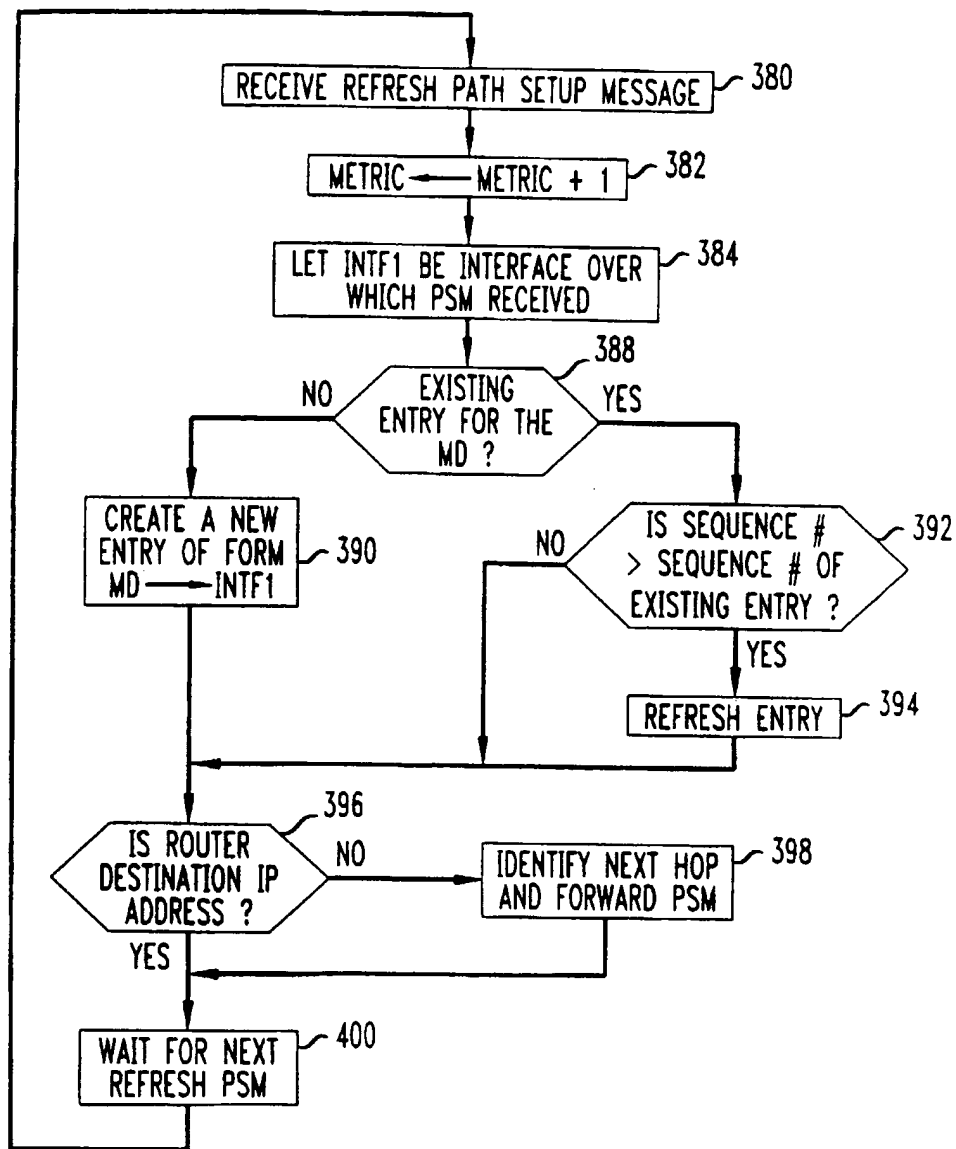 RECEIVE REFRESH PATH SETUP MESSAGE
380
METRIC ← METRIC + 1
382
LET INTF1 BE INTERFACE OVER
WHICH PSM RECEIVED
384
388
NO
EXISTING
ENTRY FOR THE
MD ?
YES
CREATE A NEW
ENTRY OF FORM
MD → INTF1
390
NO
IS SEQUENCE #
> SEQUENCE # OF
EXISTING ENTRY ?
392
YES
REFRESH ENTRY
394
396
IS ROUTER
DESTINATION IP
ADDRESS ?
NO
IDENTIFY NEXT HOP
AND FORWARD PSM
398
YES
WAIT FOR NEXT
REFRESH PSM
400